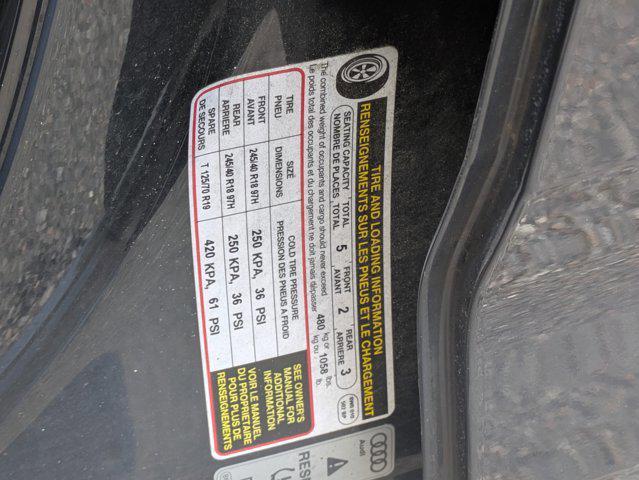 TIRE AND LOADING INFORMATION
RENSEIGNEMENTS SUR LES PNEUS ET LE CHARGEMENT
SEATING CAPACITY TOTAL 5 FRONT 2 REAR 3
NOMBRE DE PLACES TOTAL AVANT ARRIERE
The combined weight of occupants and cargo should never exceed 480 kg or 1058 lbs.
Le poids total des occupants et du chargement ne doit jamais dépasser kg ou lb.
TIRE SIZE COLD TIRE PRESSURE
PNEU DIMENSIONS PRESSION DES PNEUS A FROID
FRONT
AVANT 245/40 R18 97H 250 KPA, 36 PSI
REAR
ARRIERE 245/40 R18 97H 250 KPA, 36 PSI
SPARE
DE SECOURS T 125/70 R19 420 KPA, 61 PSI
SEE OWNER'S
MANUAL FOR
ADDITIONAL
INFORMATION
VOIR LE MANUEL
DU PROPRIETAIRE
POUR PLUS DE
RENSEIGNEMENTS
Audi
RES